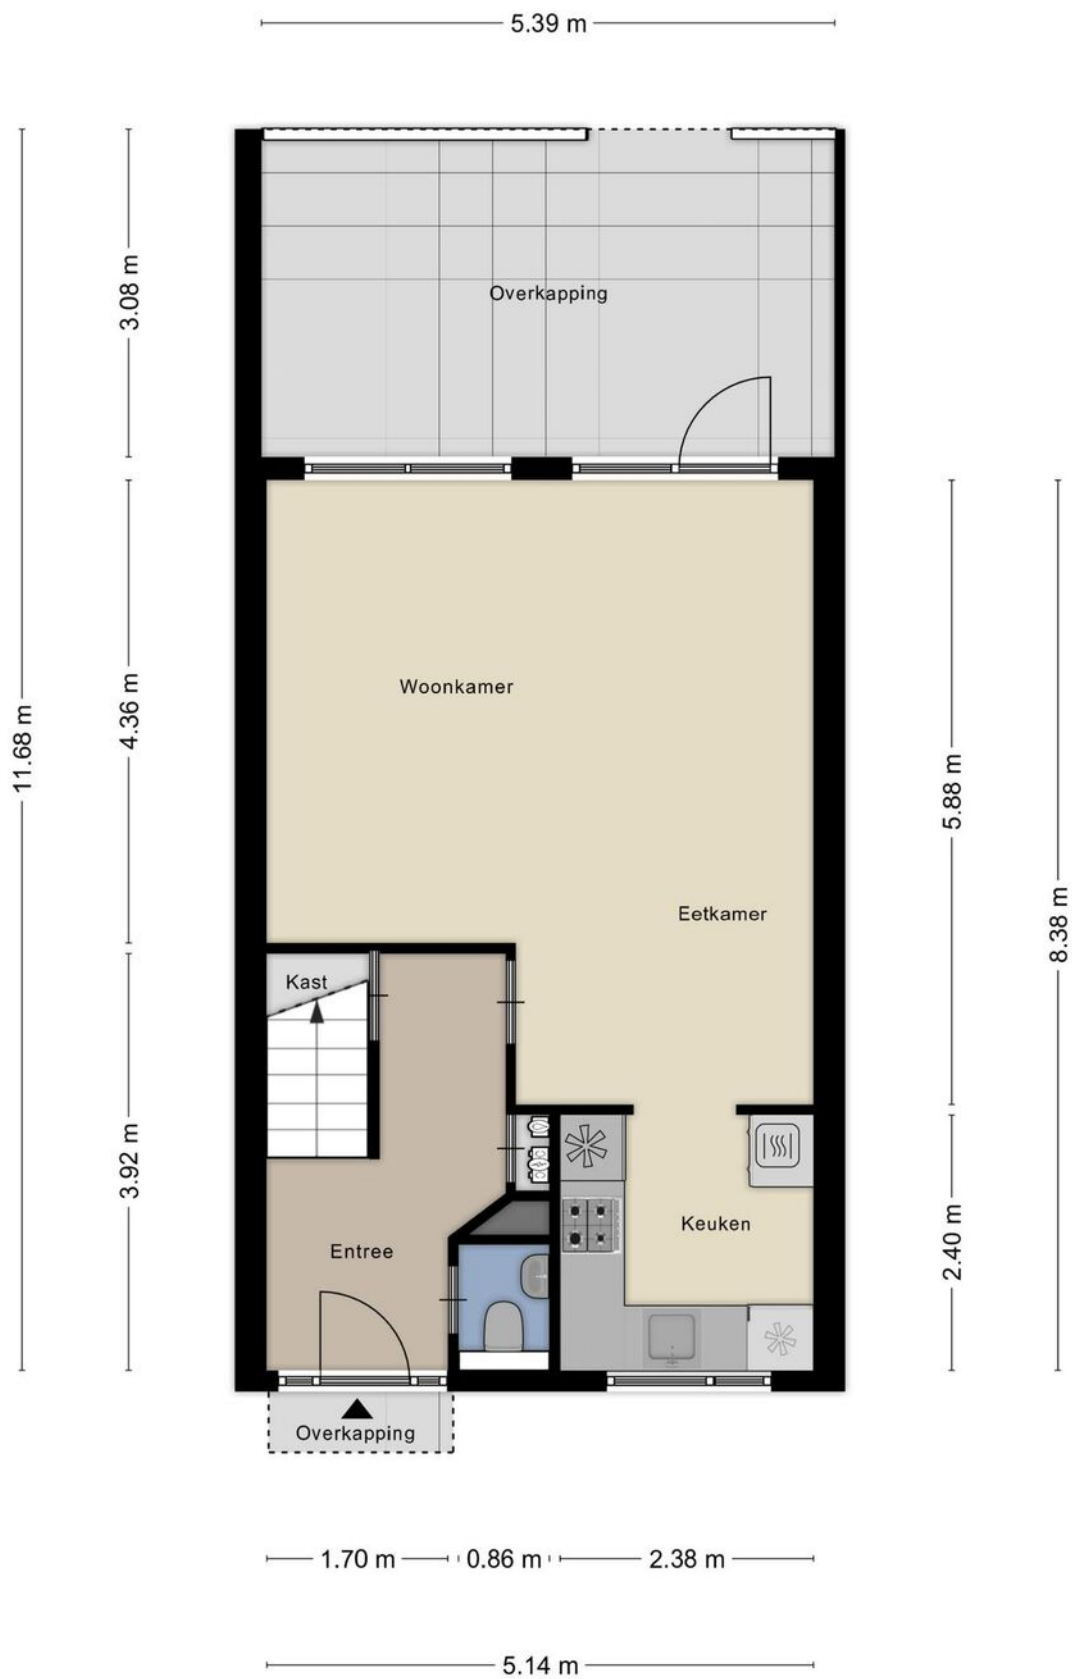 5.39 m
3.08 m
Overkapping
4.36 m
Woonkamer
11.68 m
5.88 m
Eetkamer
8.38 m
Kast
3.92 m
Keuken
2.40 m
Entree
Overkapping
1.70 m
0.86 m
2.38 m
5.14 m